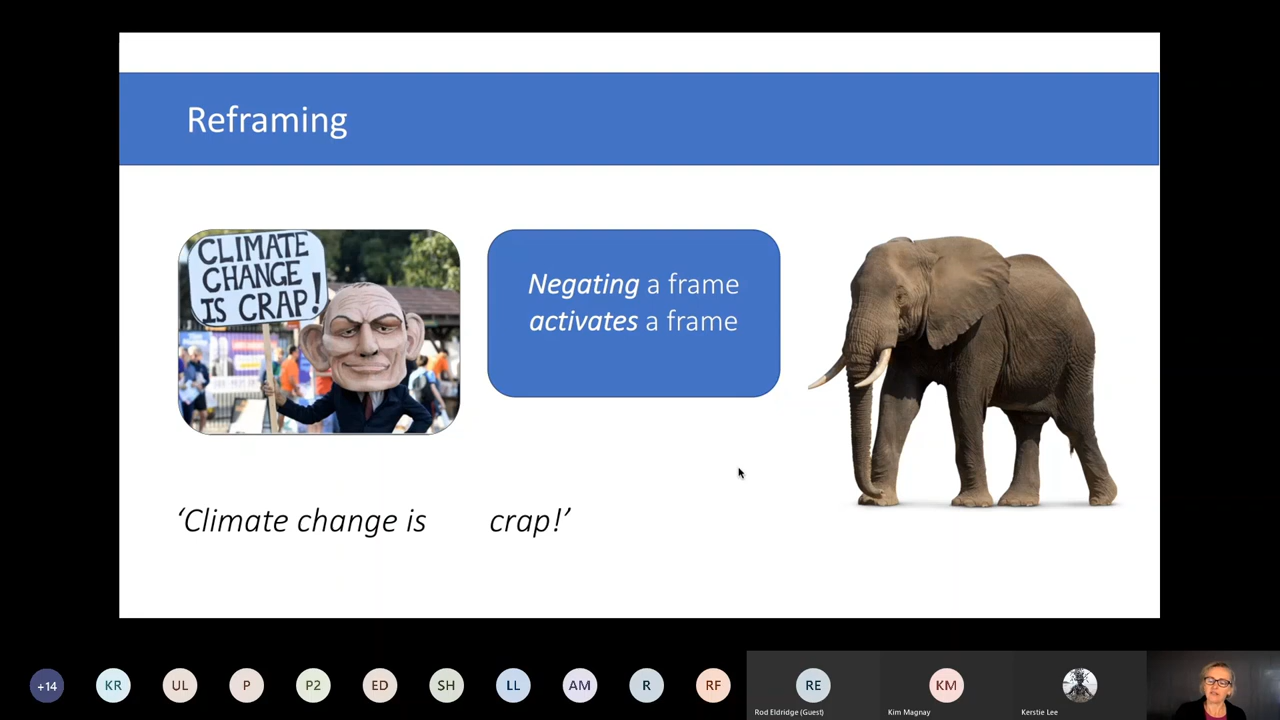 Reframing
CLIMATE
CHANGE
IS CRAP!
Negating a frame
activates a frame
‘Climate change is crap!’
+14
KR
UL
P
P2
ED
SH
LL
AM
R
RF
RE
KM
Rod Eldridge (Guest)
Kim Magnay
Kerstie Lee